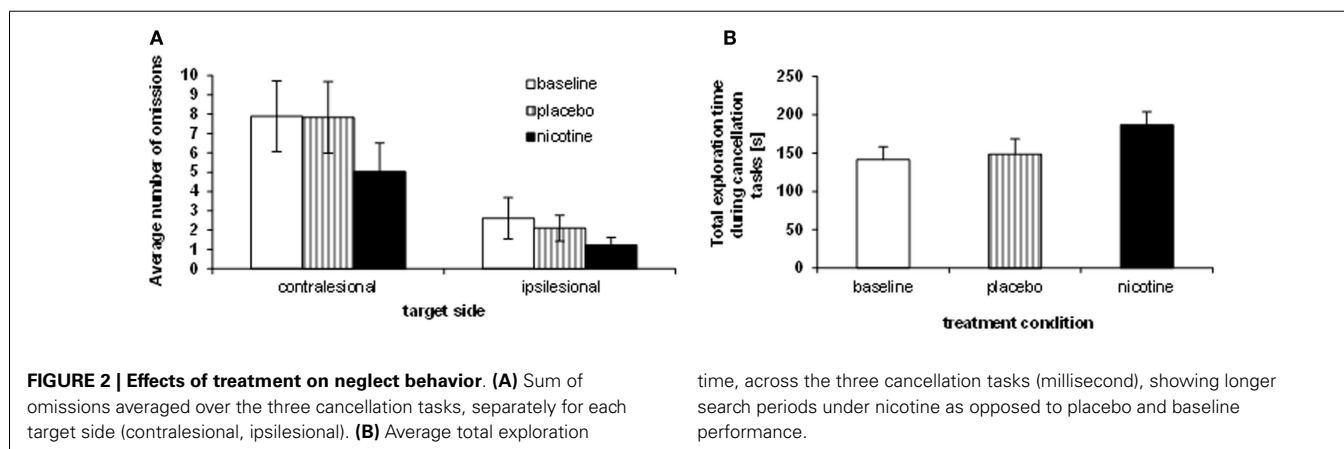 A
Average number of omissions
10
9
8
7
6
5
4
3
2
1
0
baseline
placebo
nicotine
contralesional
ipsilesional
target side
B
Total exploration time
during cancellation
tasks [s]
250
200
150
100
50
0
baseline
placebo
nicotine
treatment condition
FIGURE 2 | Effects of treatment on neglect behavior. (A) Sum of
omissions averaged over the three cancellation tasks, separately for each
target side (contralesional, ipsilesional). (B) Average total exploration
time, across the three cancellation tasks (millisecond), showing longer
search periods under nicotine as opposed to placebo and baseline
performance.